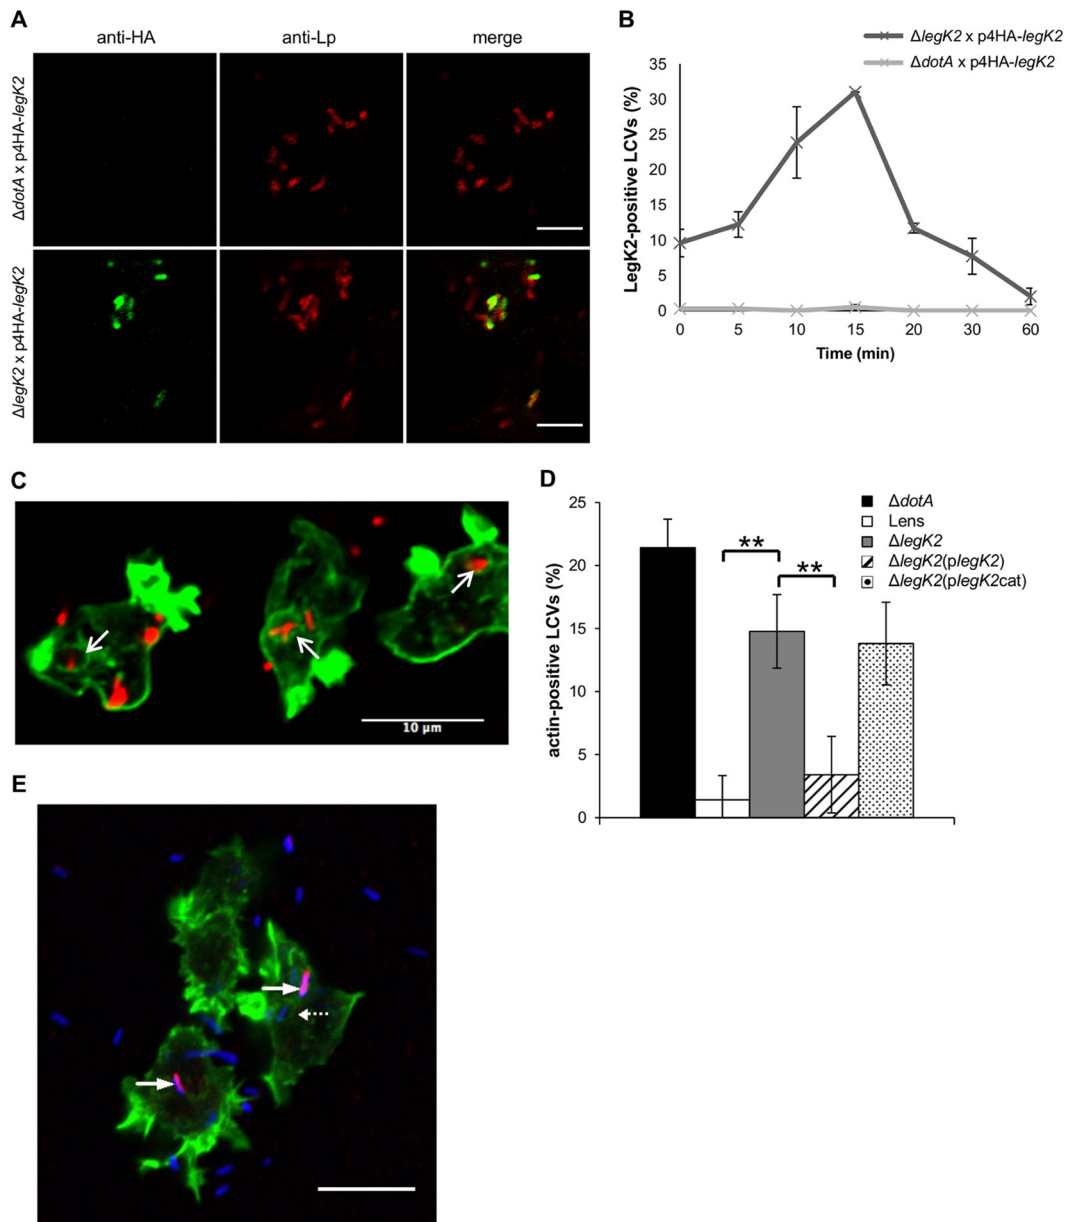 A
anti-HA anti-Lp merge
ΔdotA x p4HA-legK2
ΔlegK2 x p4HA-legK2
B
ΔlegK2 x p4HA-legK2
ΔdotA x p4HA-legK2
LegK2-positive LCVs (%)
35
30
25
20
15
10
5
0
0 5 10 15 20 30 60
Time (min)
C
10 µm
D
actin-positive LCVs (%)
25
20
15
10
5
0
** **
ΔdotA
Lens
ΔlegK2
ΔlegK2(plegK2)
ΔlegK2(plegK2cat)
E